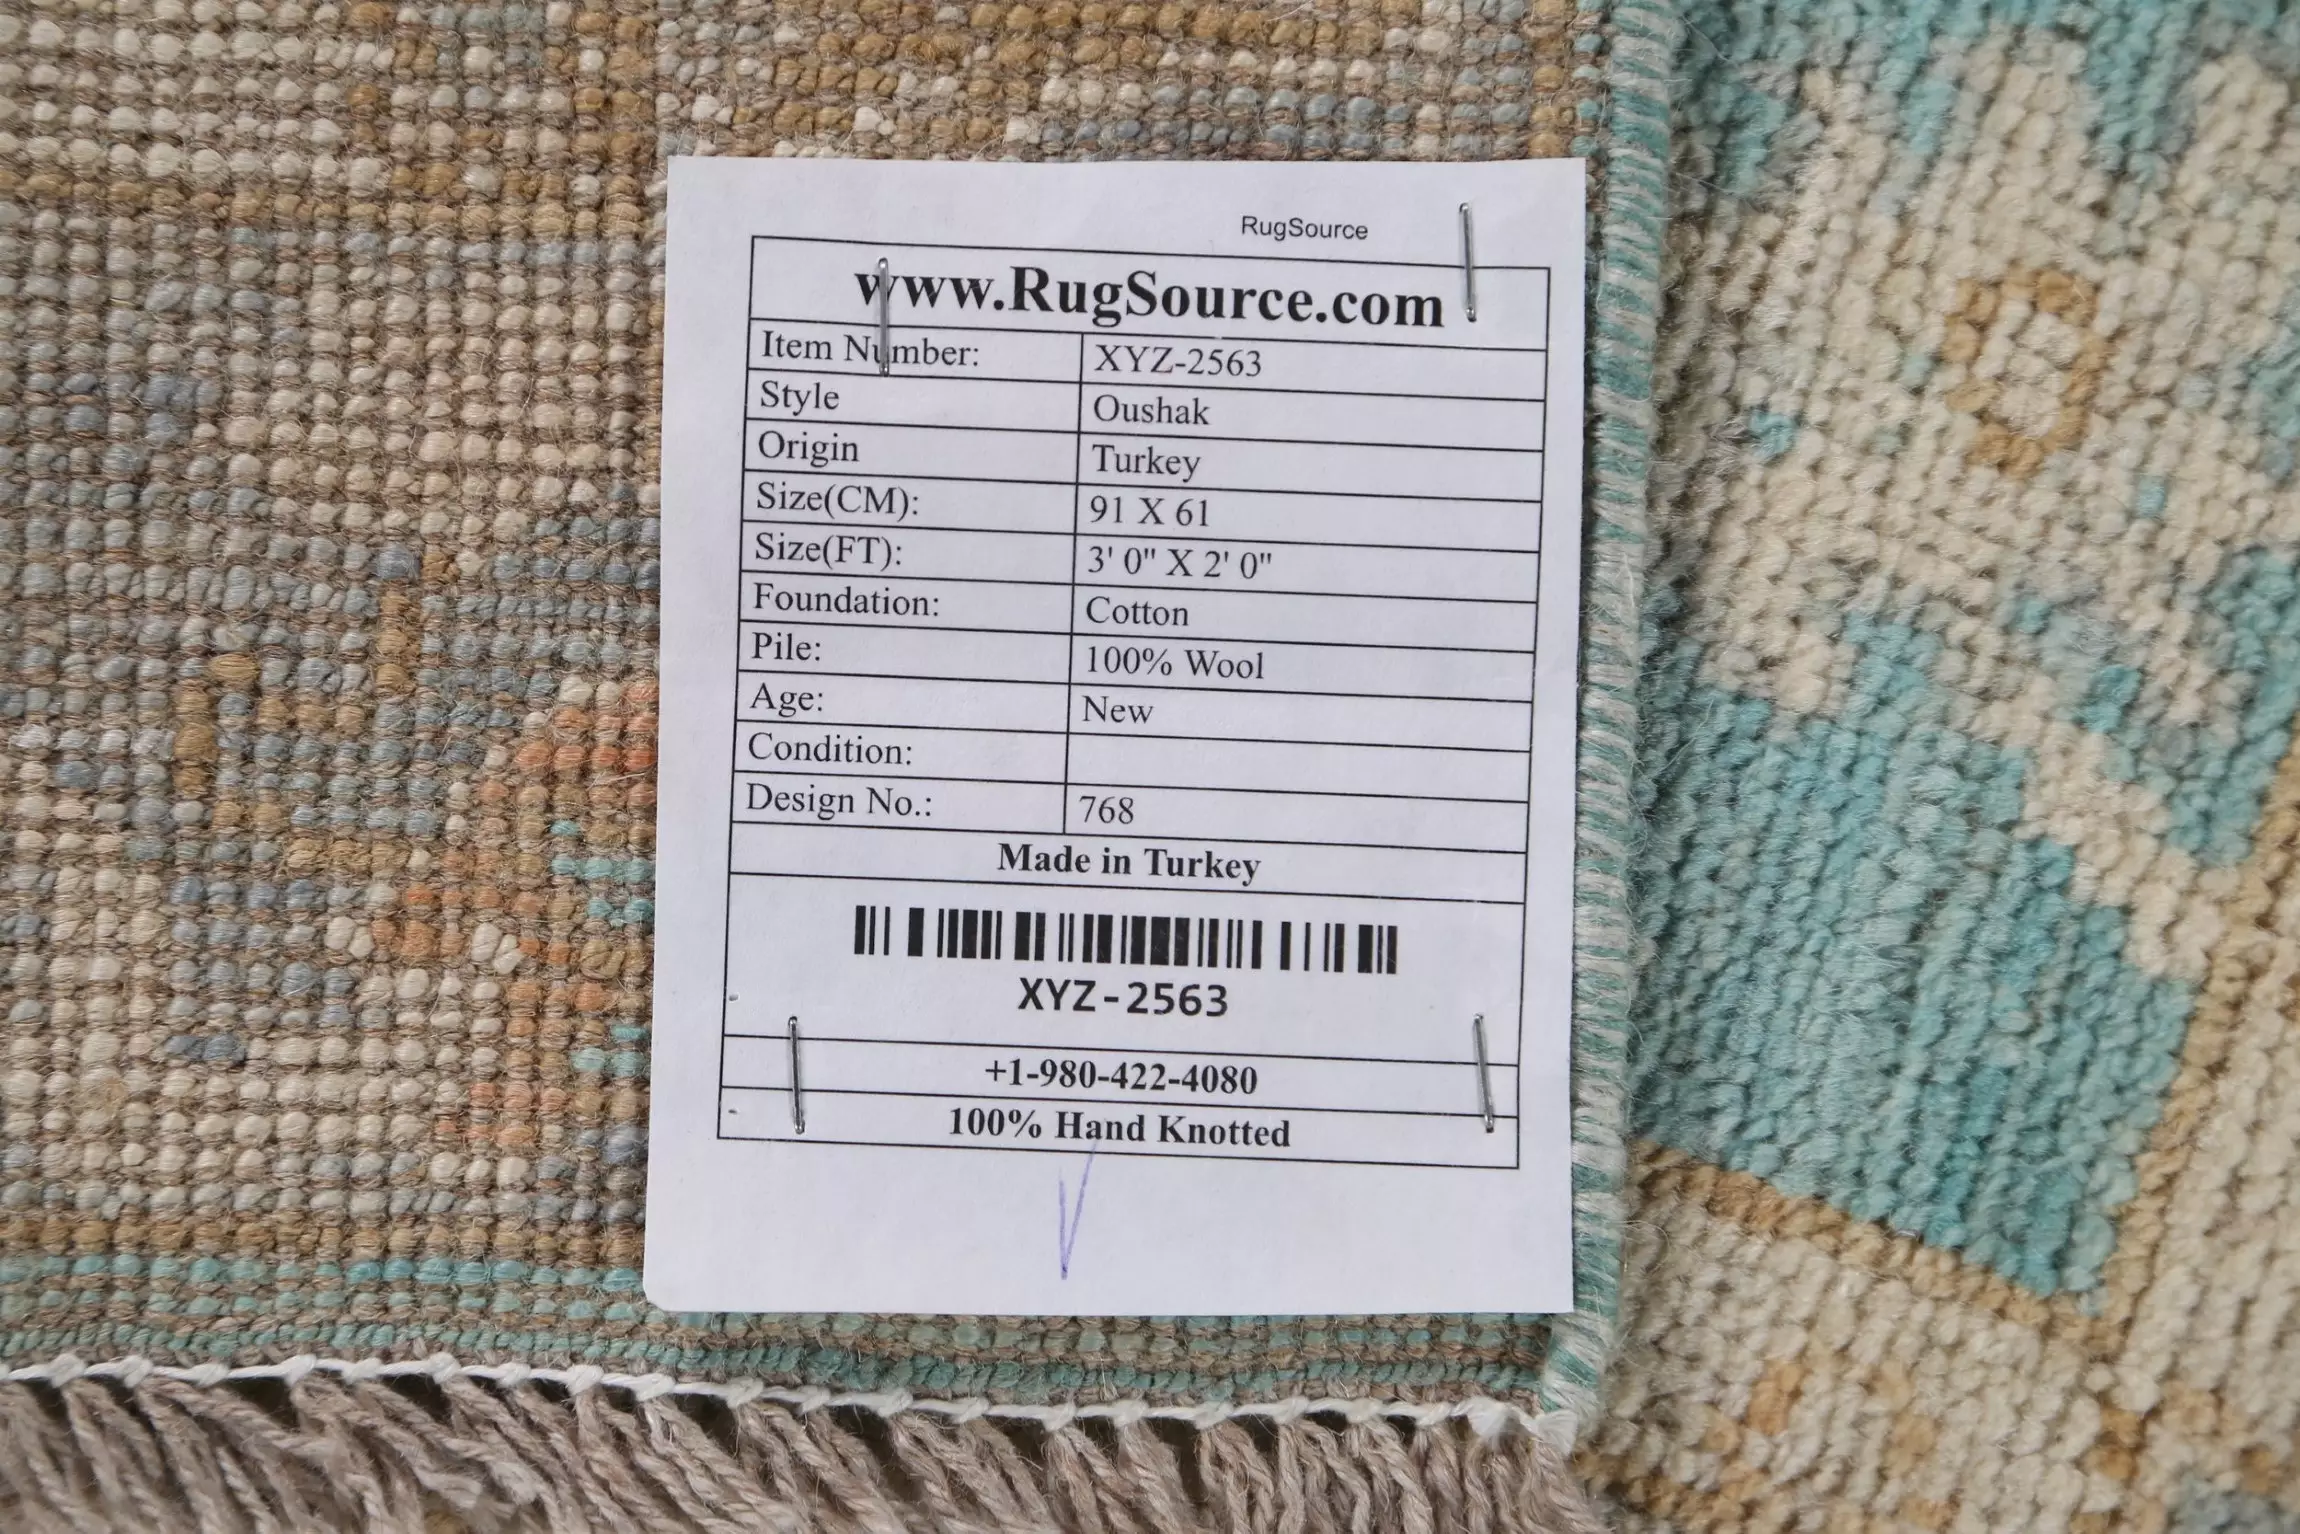 RugSource
www.RugSource.com
Item Number: XYZ-2563
Style Oushak
Origin Turkey
Size(CM): 91 X 61
Size(FT): 3' 0" X 2' 0"
Foundation: Cotton
Pile: 100% Wool
Age: New
Condition:
Design No.: 768
Made in Turkey
XYZ-2563
+1-980-422-4080
100% Hand Knotted